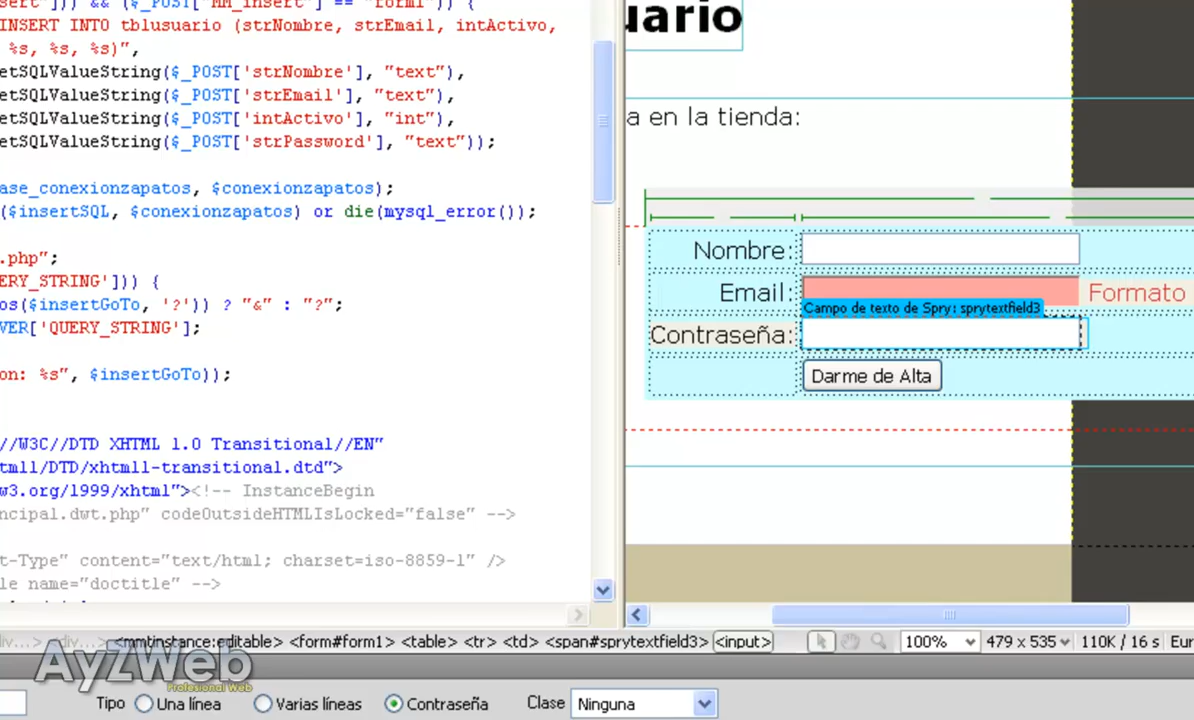 sert"])) && ($_POST["MM_insert"] == "form1")) {
INSERT INTO tblusuario (strNombre, strEmail, intActivo,
%s, %s, %s)",
etSQLValueString($_POST['strNombre'], "text"),
etSQLValueString($_POST['strEmail'], "text"),
etSQLValueString($_POST['intActivo'], "int"),
etSQLValueString($_POST['strPassword'], "text"));
ase_conexionzapatos, $conexionzapatos);
($insertSQL, $conexionzapatos) or die(mysql_error());
.php";
ERY_STRING'])) {
os($insertGoTo, '?')) ? "&" : "?";
VER['QUERY_STRING'];
on: %s", $insertGoTo));
//W3C//DTD XHTML 1.0 Transitional//EN"
tml1/DTD/xhtml1-transitional.dtd">
w3.org/1999/xhtml"><!-- InstanceBegin
ncipal.dwt.php" codeOutsideHTMLIsLocked="false" -->
t-Type" content="text/html; charset=iso-8859-1" />
le name="doctitle" -->
uario
a en la tienda:
Nombre:
Email:
Formato
Campo de texto de Spry: sprytextfield3
Contraseña:
Darme de Alta
div...> <div...> <mmtinstance:editable> <form#form1> <table> <tr> <td> <span#sprytextfield3> <input>
100%
479 x 535
110K / 16 s
Eur
AyZWeb
Profesional Web
Tipo
Una línea
Varias líneas
Contraseña
Clase
Ninguna